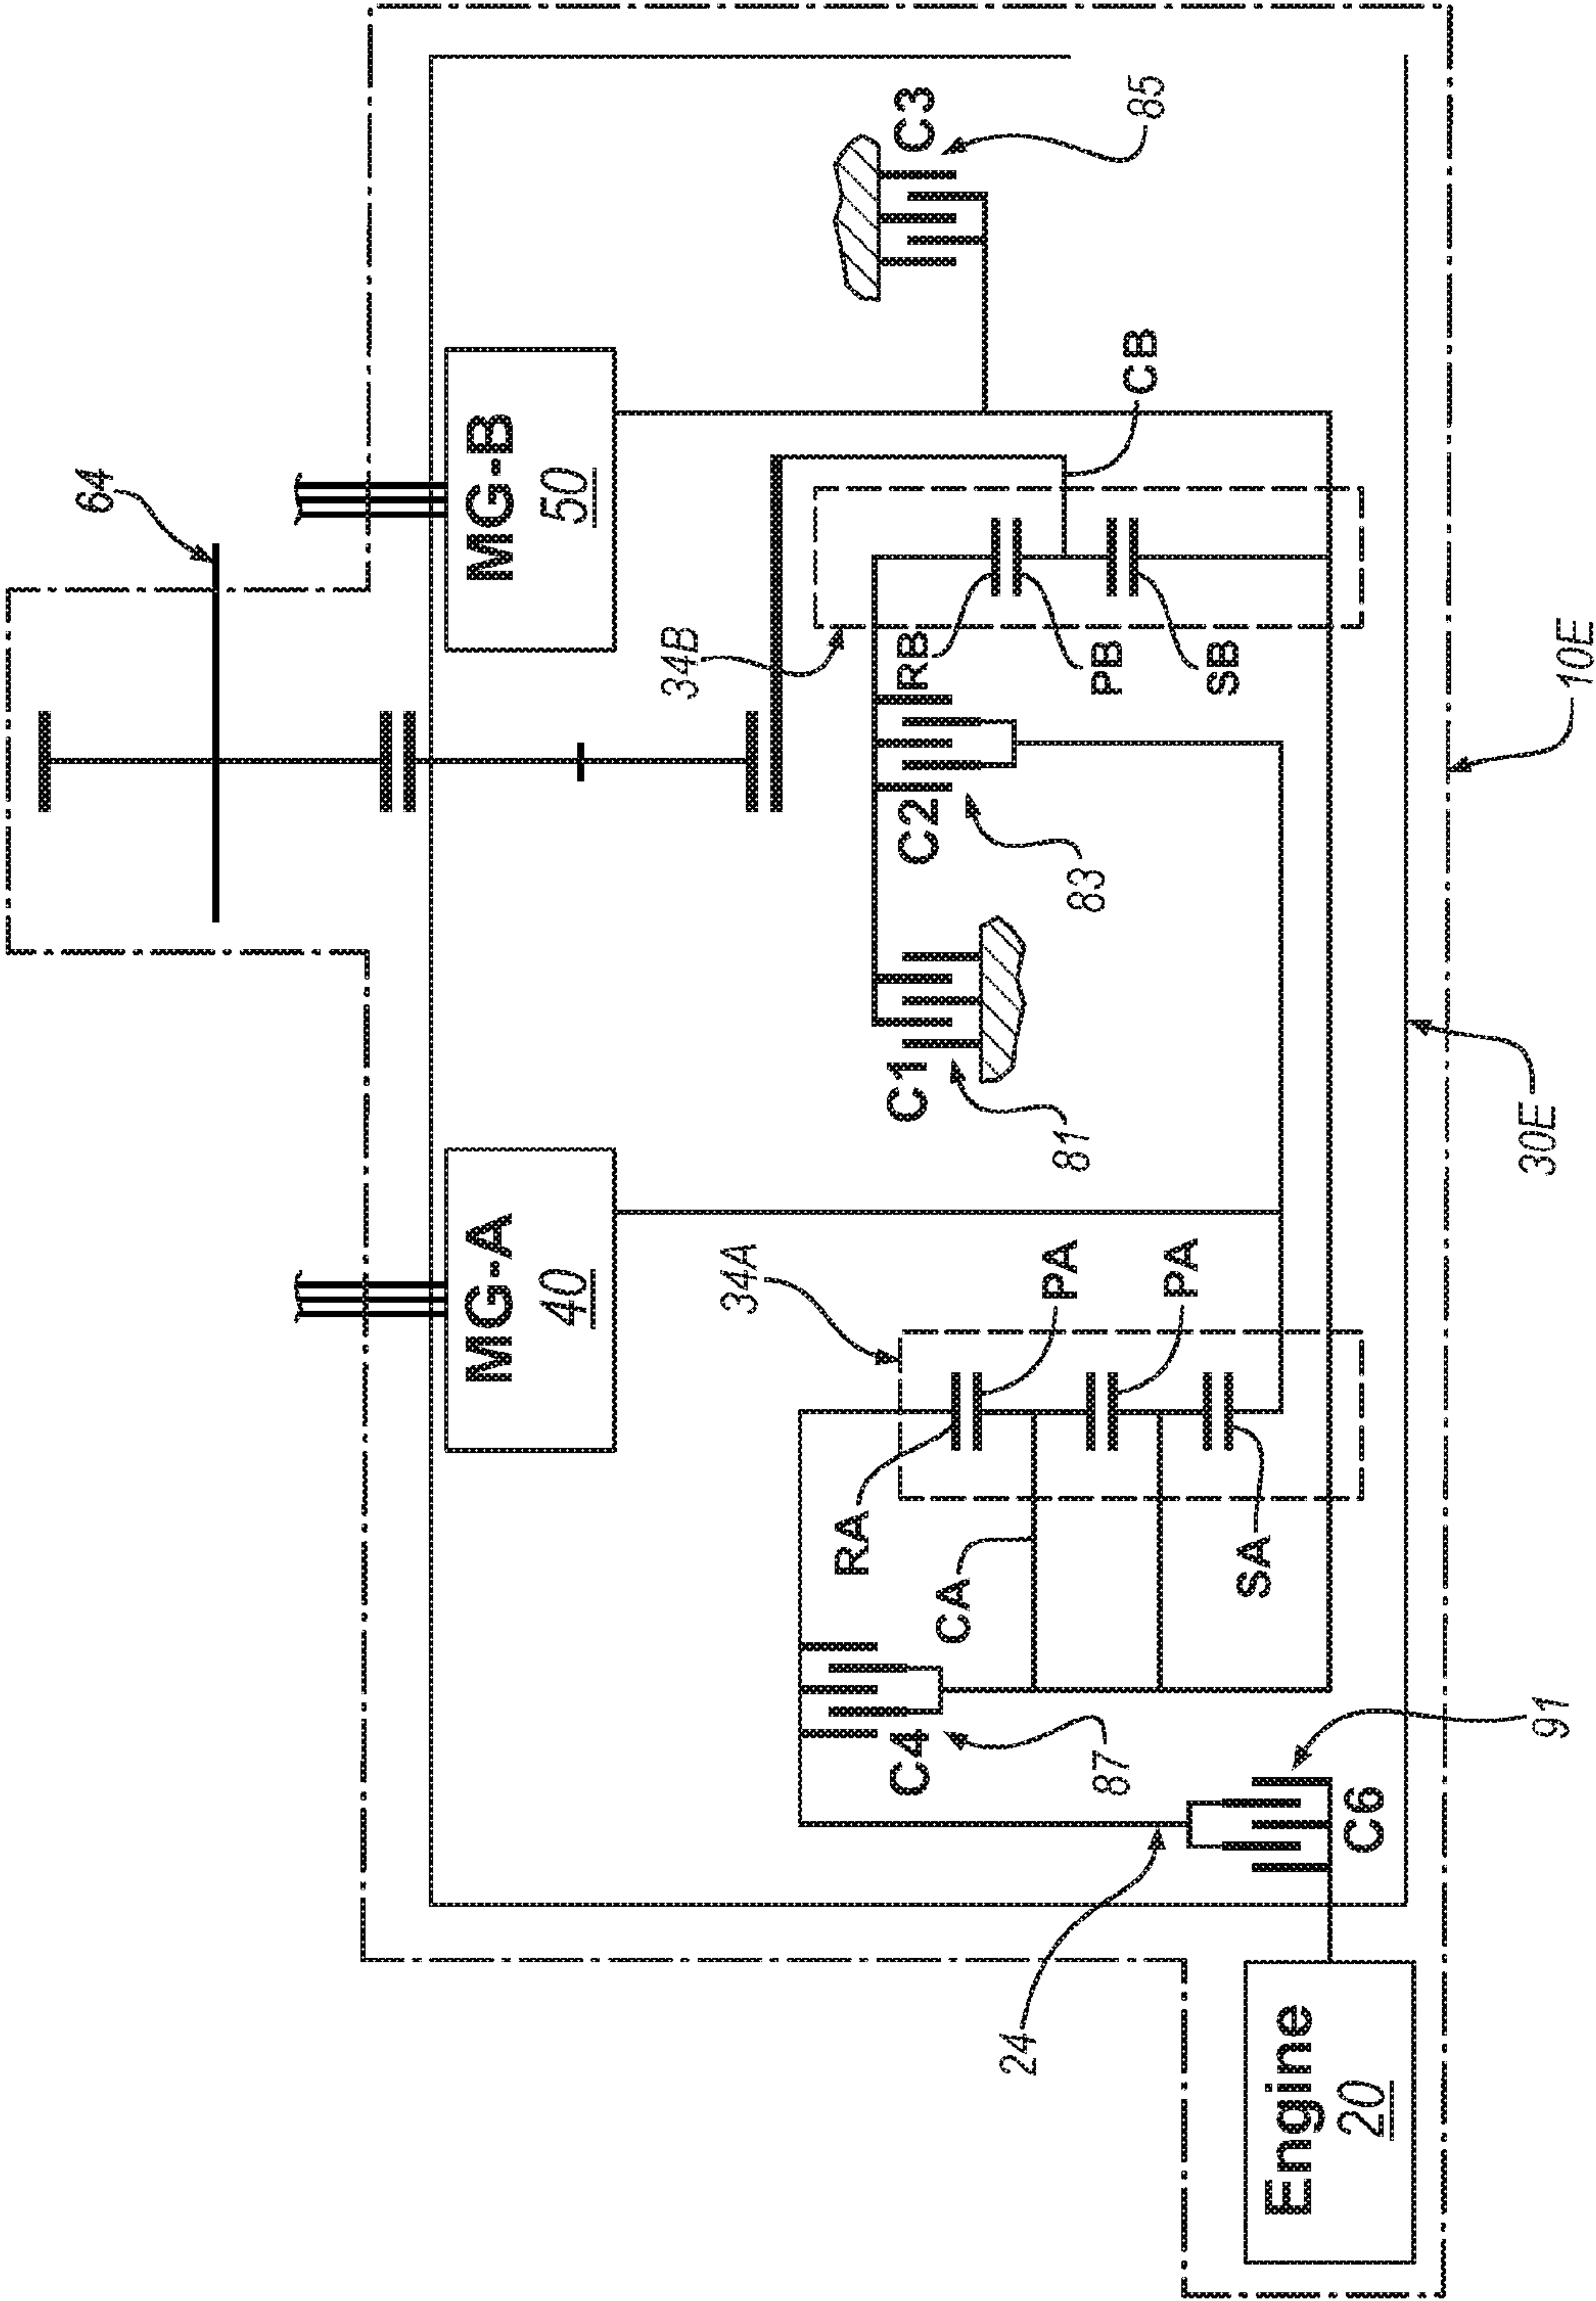 64
MG-A
40
MG-B
50
34A
34B
C3
85
RA
PA
PA
SA
CA
C4
87
C1
81
C2
83
RB
PB
SB
CB
24
C6
91
Engine
20
30E
10E